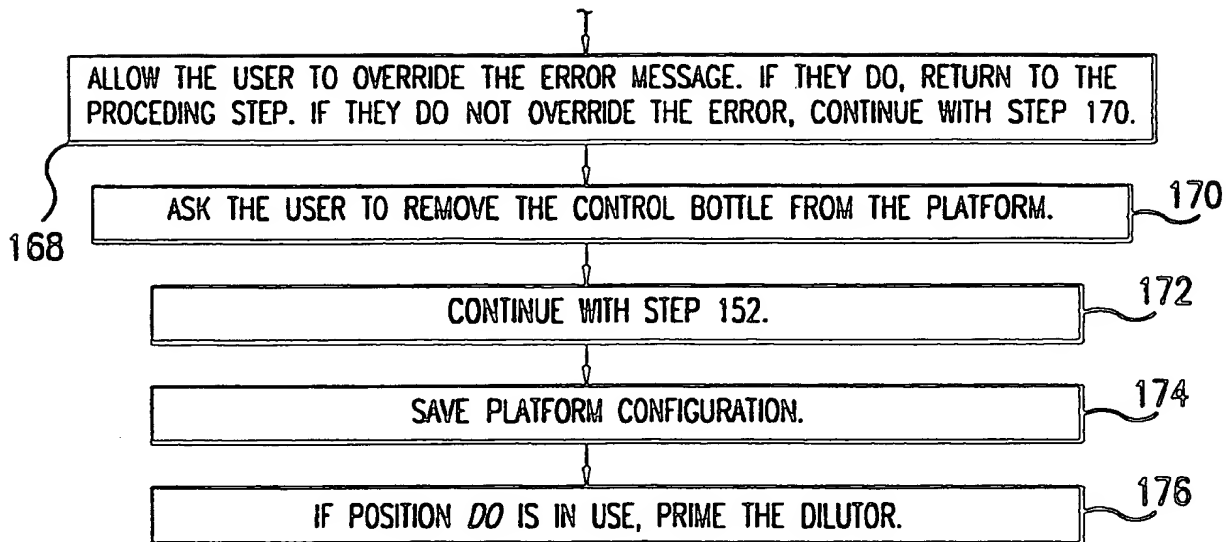 ALLOW THE USER TO OVERRIDE THE ERROR MESSAGE. IF THEY DO, RETURN TO THE
PROCEDING STEP. IF THEY DO NOT OVERRIDE THE ERROR, CONTINUE WITH STEP 170.
168
ASK THE USER TO REMOVE THE CONTROL BOTTLE FROM THE PLATFORM.
170
CONTINUE WITH STEP 152.
172
SAVE PLATFORM CONFIGURATION.
174
IF POSITION DO IS IN USE, PRIME THE DILUTOR.
176